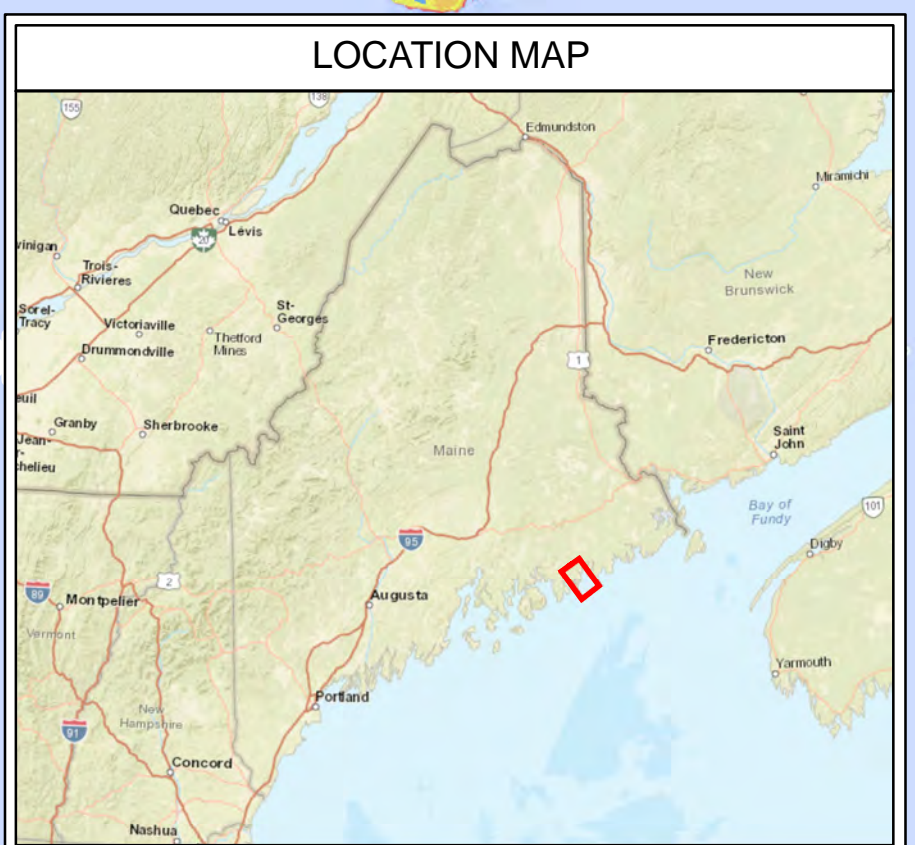 LOCATION MAP
155
138
Edmundston
Miramichi
Quebec
Lévis
20
vinigan
Trois-
Rivieres
New
Brunswick
Sorel-
Tracy
Victoriaville
St-
Georges
Thetford
Mines
Drummondville
Fredericton
1
euil
Granby
Sherbrooke
Jean-
r-
chelieu
Saint
John
Maine
Bay of
Fundy
101
95
Digby
2
89
Montpelier
Augusta
Vermont
Yarmouth
Portland
New
Hampshire
91
Concord
Nashua